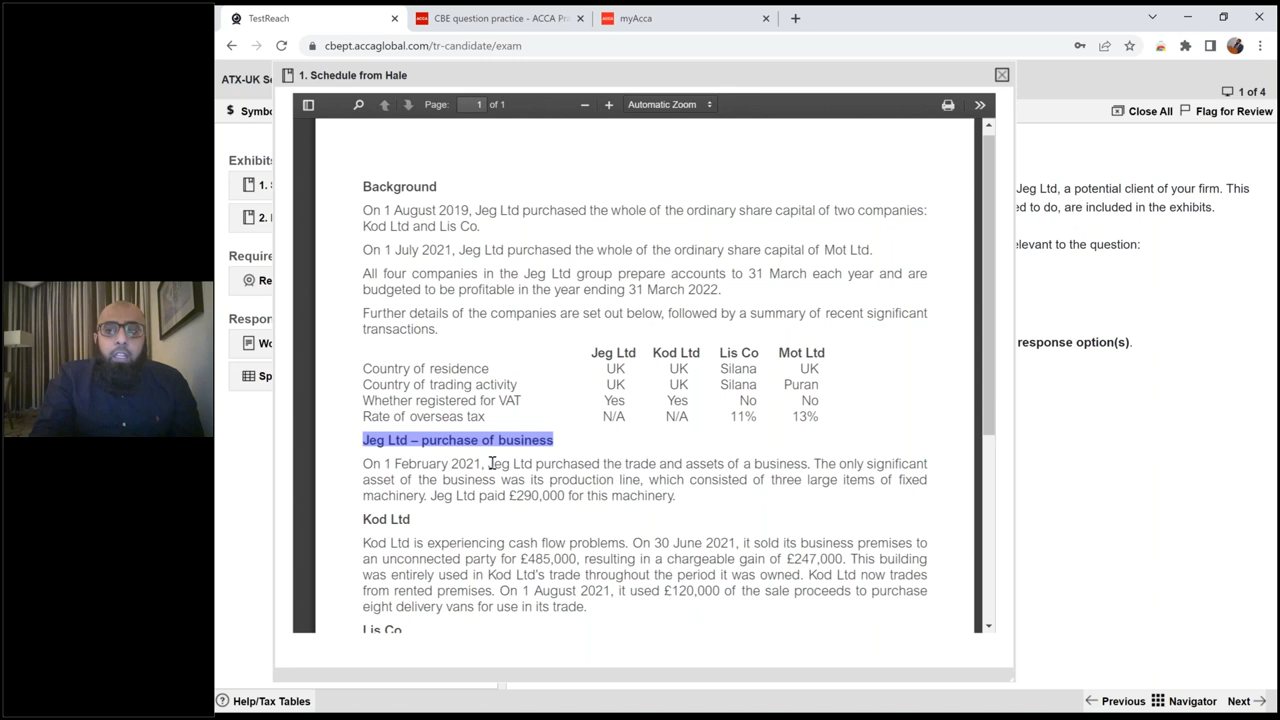 TestReach
CBE question practice - ACCA Pr
myAcca
cbept.accaglobal.com/tr-candidate/exam
ATX-UK S
1. Schedule from Hale
1 of 4
$ Symbo
Page: 1 of 1
Automatic Zoom
Close All
Flag for Review
Exhibits
1.
2.
Require
Re
Respor
Wo
Sp
Background
On 1 August 2019, Jeg Ltd purchased the whole of the ordinary share capital of two companies:
Kod Ltd and Lis Co.
On 1 July 2021, Jeg Ltd purchased the whole of the ordinary share capital of Mot Ltd.
All four companies in the Jeg Ltd group prepare accounts to 31 March each year and are
budgeted to be profitable in the year ending 31 March 2022.
Further details of the companies are set out below, followed by a summary of recent significant
transactions.
Jeg Ltd Kod Ltd Lis Co Mot Ltd
Country of residence UK UK Silana UK
Country of trading activity UK UK Silana Puran
Whether registered for VAT Yes Yes No No
Rate of overseas tax N/A N/A 11% 13%
Jeg Ltd – purchase of business
On 1 February 2021, Jeg Ltd purchased the trade and assets of a business. The only significant
asset of the business was its production line, which consisted of three large items of fixed
machinery. Jeg Ltd paid £290,000 for this machinery.
Kod Ltd
Kod Ltd is experiencing cash flow problems. On 30 June 2021, it sold its business premises to
an unconnected party for £485,000, resulting in a chargeable gain of £247,000. This building
was entirely used in Kod Ltd's trade throughout the period it was owned. Kod Ltd now trades
from rented premises. On 1 August 2021, it used £120,000 of the sale proceeds to purchase
eight delivery vans for use in its trade.
Lis Co
Jeg Ltd, a potential client of your firm. This
ed to do, are included in the exhibits.
elevant to the question:
response option(s).
Help/Tax Tables
Previous
Navigator
Next